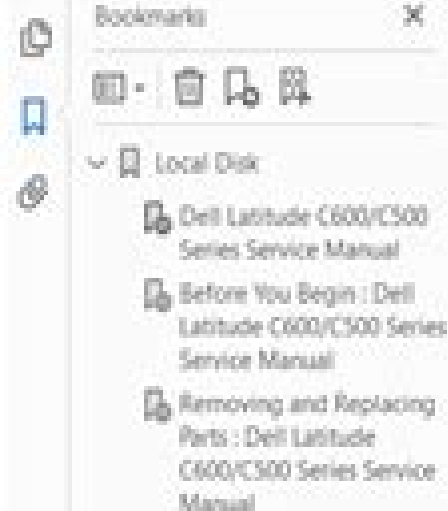 Bookmarks
Local Disk
Dell Latitude C600/C500
Series Service Manual
Before You Begin : Dell
Latitude C600/C500 Series
Service Manual
Removing and Replacing
Parts : Dell Latitude
C600/C500 Series Service
Manual